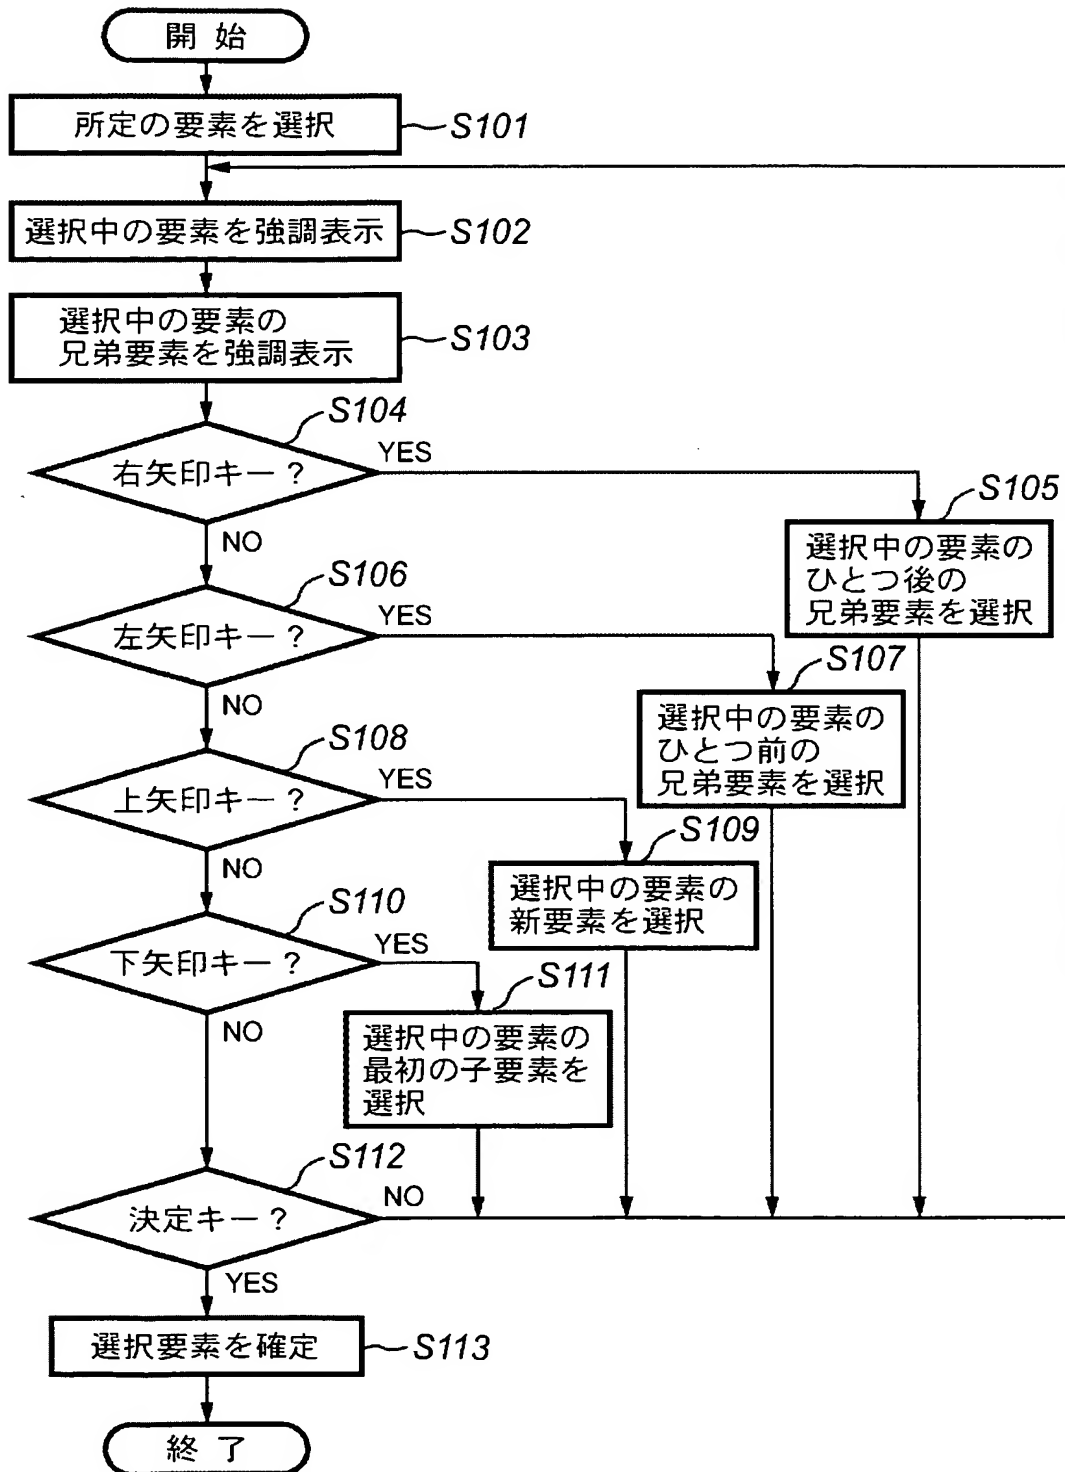 開始
所定の要素を選択
S101
選択中の要素を強調表示
S102
選択中の要素の
兄弟要素を強調表示
S103
S104
右矢印キー？
YES
NO
S105
選択中の要素の
ひとつ後の
兄弟要素を選択
S106
左矢印キー？
YES
NO
S107
選択中の要素の
ひとつ前の
兄弟要素を選択
S108
上矢印キー？
YES
NO
S109
選択中の要素の
新要素を選択
S110
下矢印キー？
YES
NO
S111
選択中の要素の
最初の子要素を
選択
S112
決定キー？
NO
YES
選択要素を確定
S113
終了